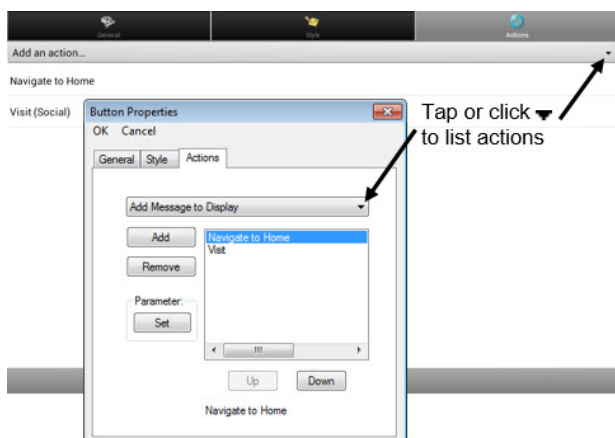 General Style Actions
Add an action...
Navigate to Home
Visit (Social)
Button Properties
OK Cancel
General Style Actions
Add Message to Display
Add
Navigate to Home
Visit
Remove
Parameter:
Set
Up Down
Navigate to Home
Tap or click
to list actions